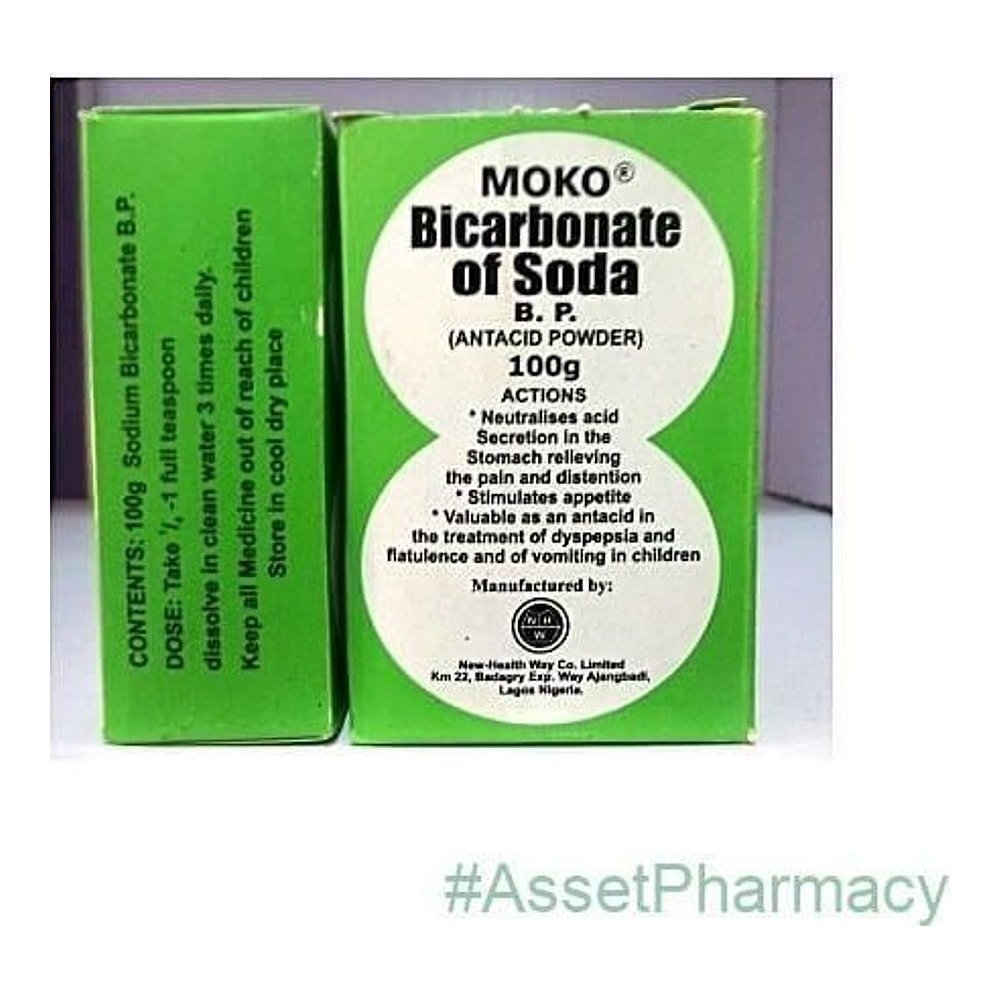 CONTENTS: 100g Sodium Bicarbonate B.P.
DOSE: Take -1 full teaspoon
dissolve in clean water 3 times daily.
Keep all Medicine out of reach of children
Store in cool dry place
MOKO®
Bicarbonate
of Soda
B. P.
(ANTACID POWDER)
100g
ACTIONS
* Neutralises acid
Secretion in the
Stomach relieving
the pain and distention
* Stimulates appetite
* Valuable as an antacid in
the treatment of dyspepsia and
flatulence and of vomiting in children
Manufactured by:
N H
W
New-Health Way Co. Limited
Km 22, Badagry Exp. Way Ajangbadi,
Lagos Nigeria.
#AssetPharmacy